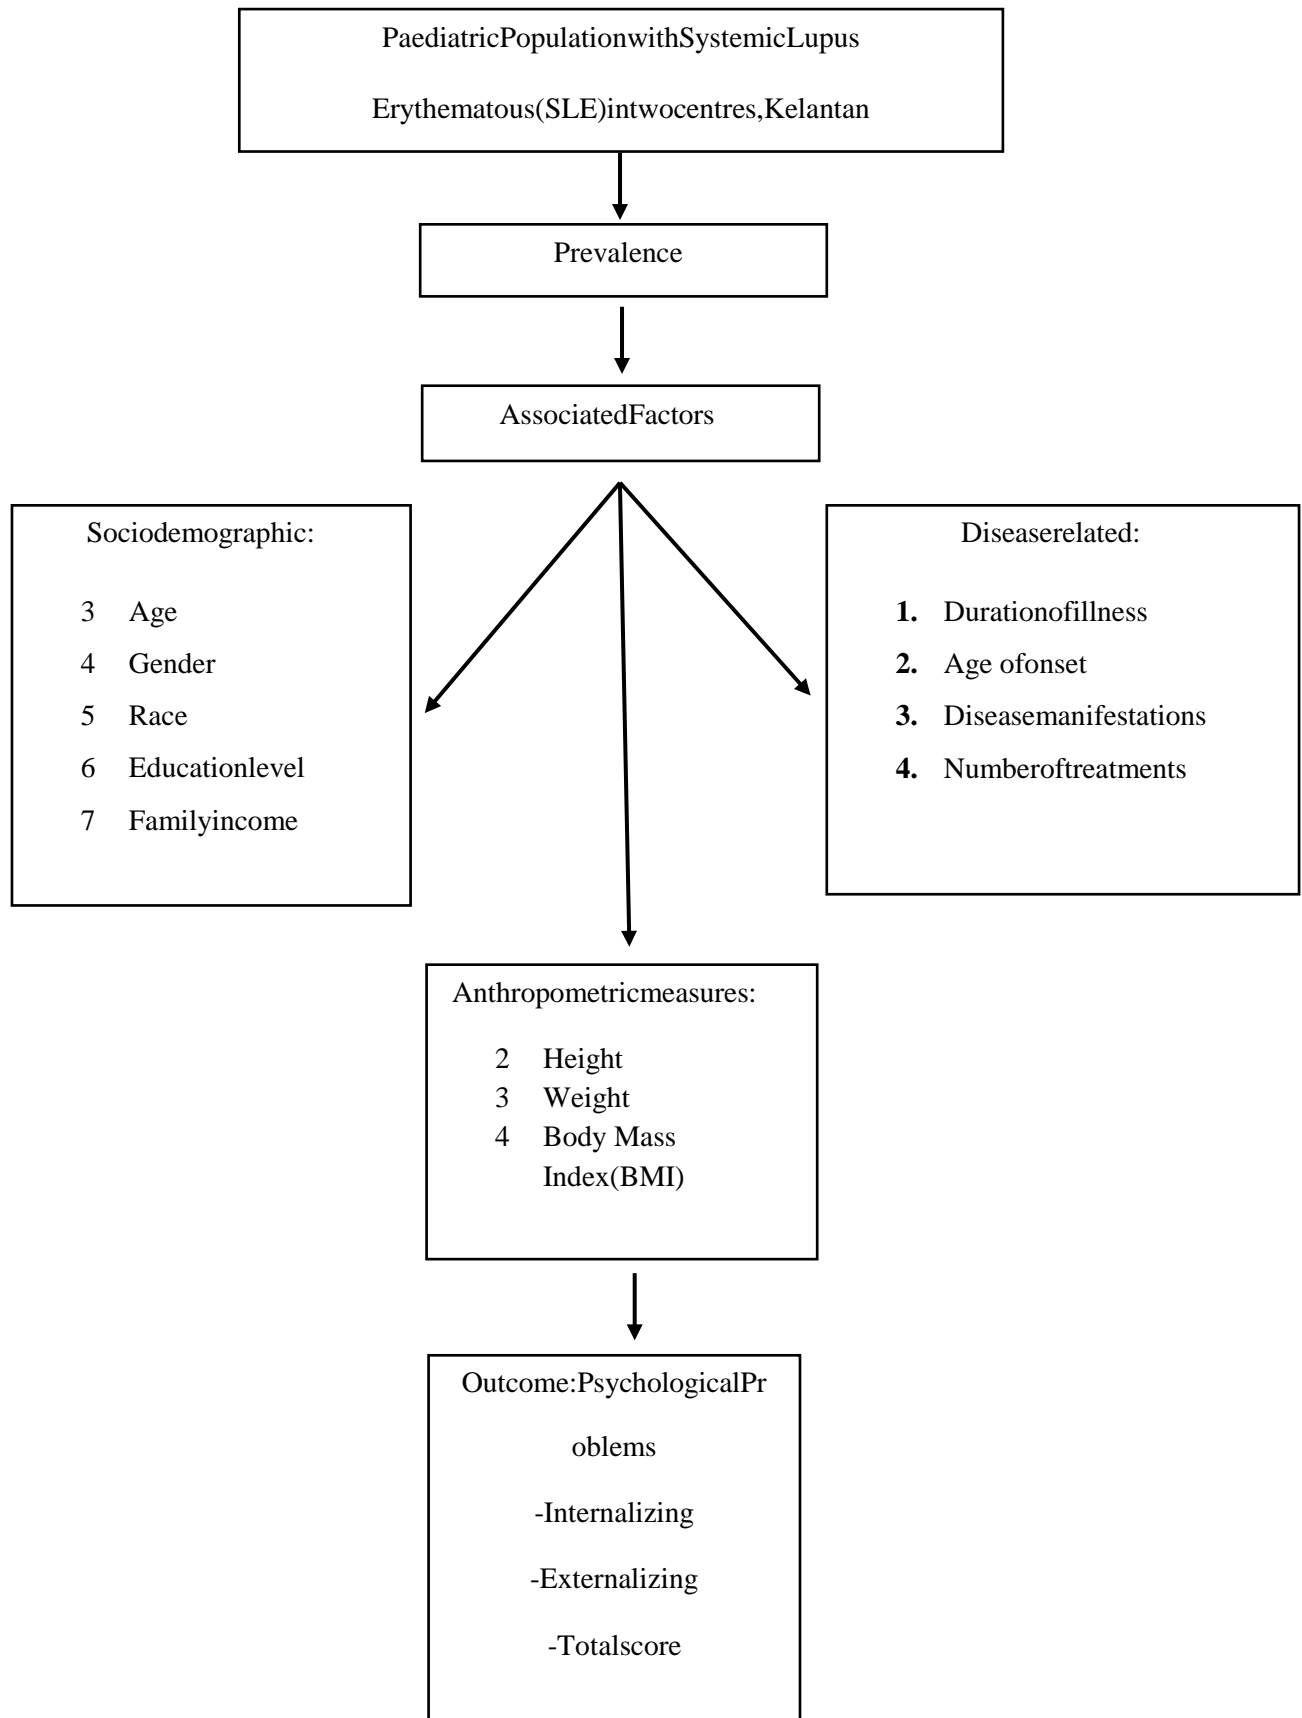 PaediatricPopulationwithSystemicLupus
Erythematous(SLE)intwocentres,Kelantan
Prevalence
AssociatedFactors
Sociodemographic:
3 Age
4 Gender
5 Race
6 Educationlevel
7 Familyincome
Diseaserelated:
1. Durationofillness
2. Age ofonset
3. Diseasemanifestations
4. Numberoftreatments
Anthropometricmeasures:
2 Height
3 Weight
4 Body Mass
Index(BMI)
Outcome:PsychologicalPr
oblems
-Internalizing
-Externalizing
-Totalscore